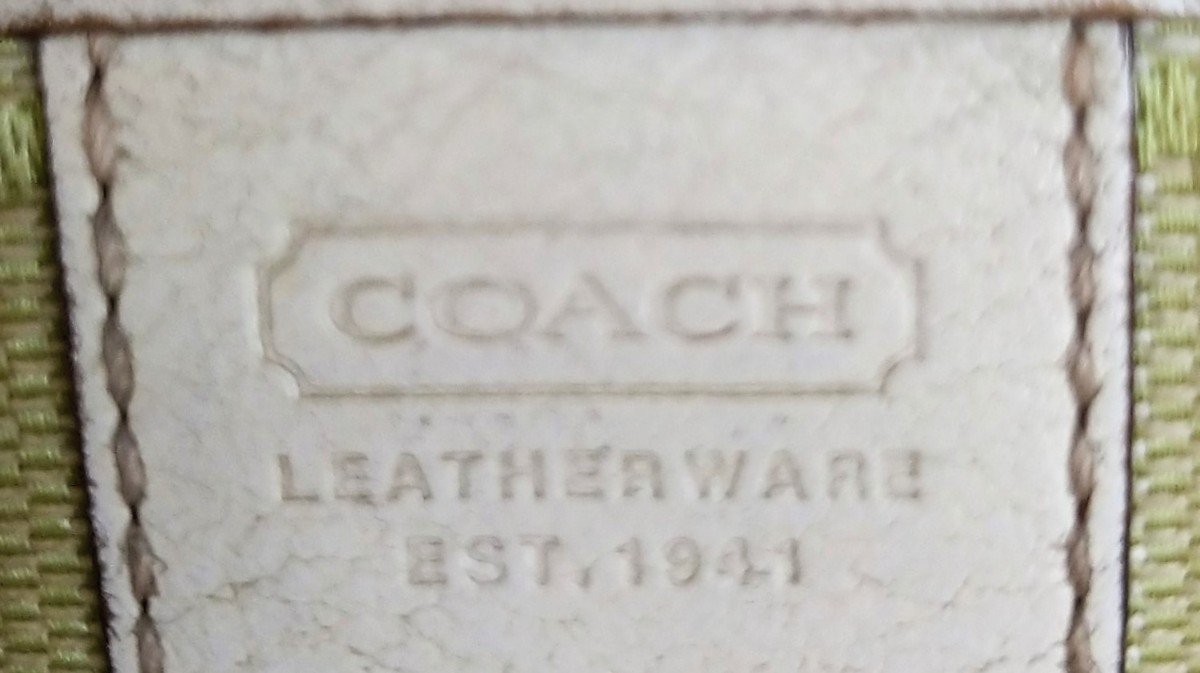 COACH
LEATHERWARE
EST. 1941